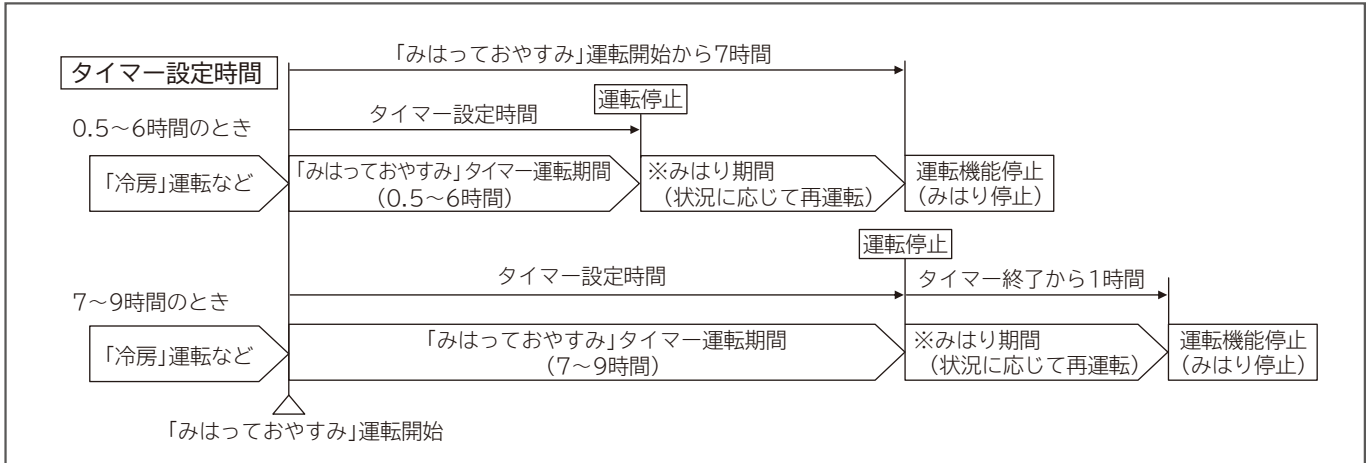 「みはっておやすみ」運転開始から7時間
タイマー設定時間
運転停止
タイマー設定時間
0.5～6時間のとき
「冷房」運転など
「みはっておやすみ」タイマー運転期間
（0.5～6時間）
※みはり期間
（状況に応じて再運転）
運転機能停止
（みはり停止）
運転停止
タイマー設定時間
タイマー終了から1時間
7～9時間のとき
「冷房」運転など
「みはっておやすみ」タイマー運転期間
（7～9時間）
※みはり期間
（状況に応じて再運転）
運転機能停止
（みはり停止）
「みはっておやすみ」運転開始